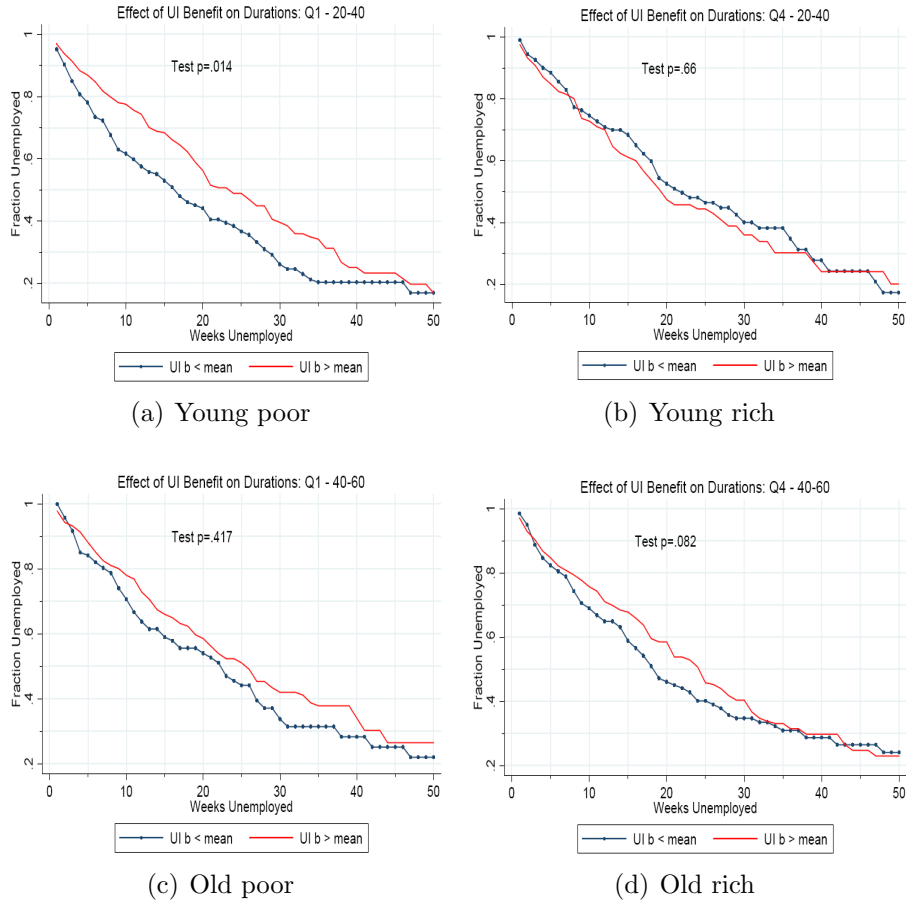 Effect of UI Benefit on Durations: Q1 - 20-40
Test p=.014
Fraction Unemployed
1
.8
.6
.4
.2
0 10 20 30 40 50
Weeks Unemployed
UI b < mean UI b > mean
(a) Young poor
Effect of UI Benefit on Durations: Q4 - 20-40
Test p=.66
Fraction Unemployed
1
.8
.6
.4
.2
0 10 20 30 40 50
Weeks Unemployed
UI b < mean UI b > mean
(b) Young rich
Effect of UI Benefit on Durations: Q1 - 40-60
Test p=.417
Fraction Unemployed
1
.8
.6
.4
.2
0 10 20 30 40 50
Weeks Unemployed
UI b < mean UI b > mean
(c) Old poor
Effect of UI Benefit on Durations: Q4 - 40-60
Test p=.082
Fraction Unemployed
1
.8
.6
.4
.2
0 10 20 30 40 50
Weeks Unemployed
UI b < mean UI b > mean
(d) Old rich